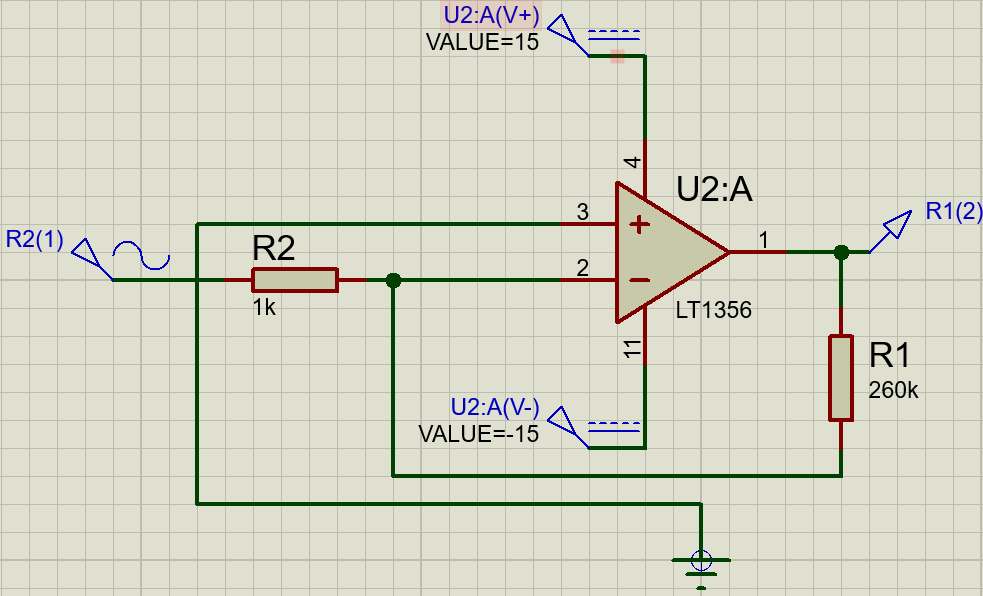 U2:A(V+)
VALUE=15
4
U2:A
3
R1(2)
R2(1)
R2
1
2
1k
LT1356
11
R1
260k
U2:A(V-)
VALUE=-15